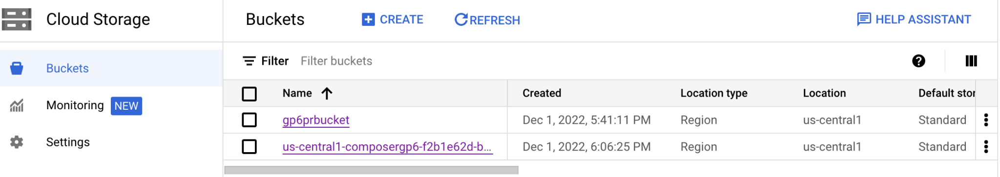 Cloud Storage
Buckets
CREATE
REFRESH
HELP ASSISTANT
Buckets
Monitoring NEW
Settings
Filter Filter buckets
Name Created Location type Location Default stor
gp6prbucket Dec 1, 2022, 5:41:11 PM Region us-central1 Standard
us-central1-composergp6-f2b1e62d-b... Dec 1, 2022, 6:06:25 PM Region us-central1 Standard